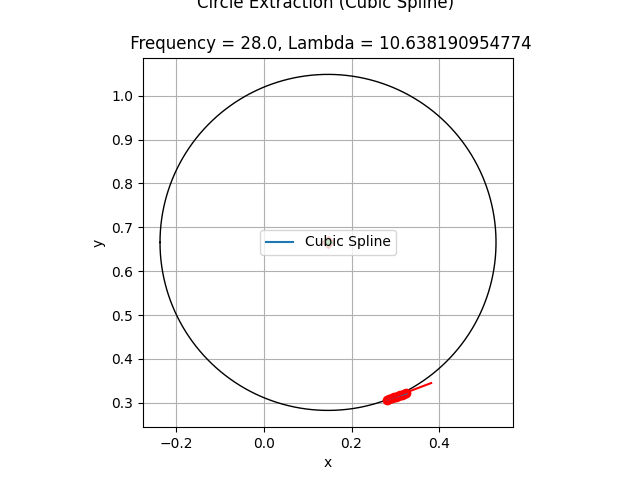 Circle Extraction (Cubic Spline)
Frequency = 28.0, Lambda = 10.638190954774
1.0
0.9
0.8
0.7
0.6
0.5
0.4
0.3
y
Cubic Spline
−0.2 0.0 0.2 0.4
x